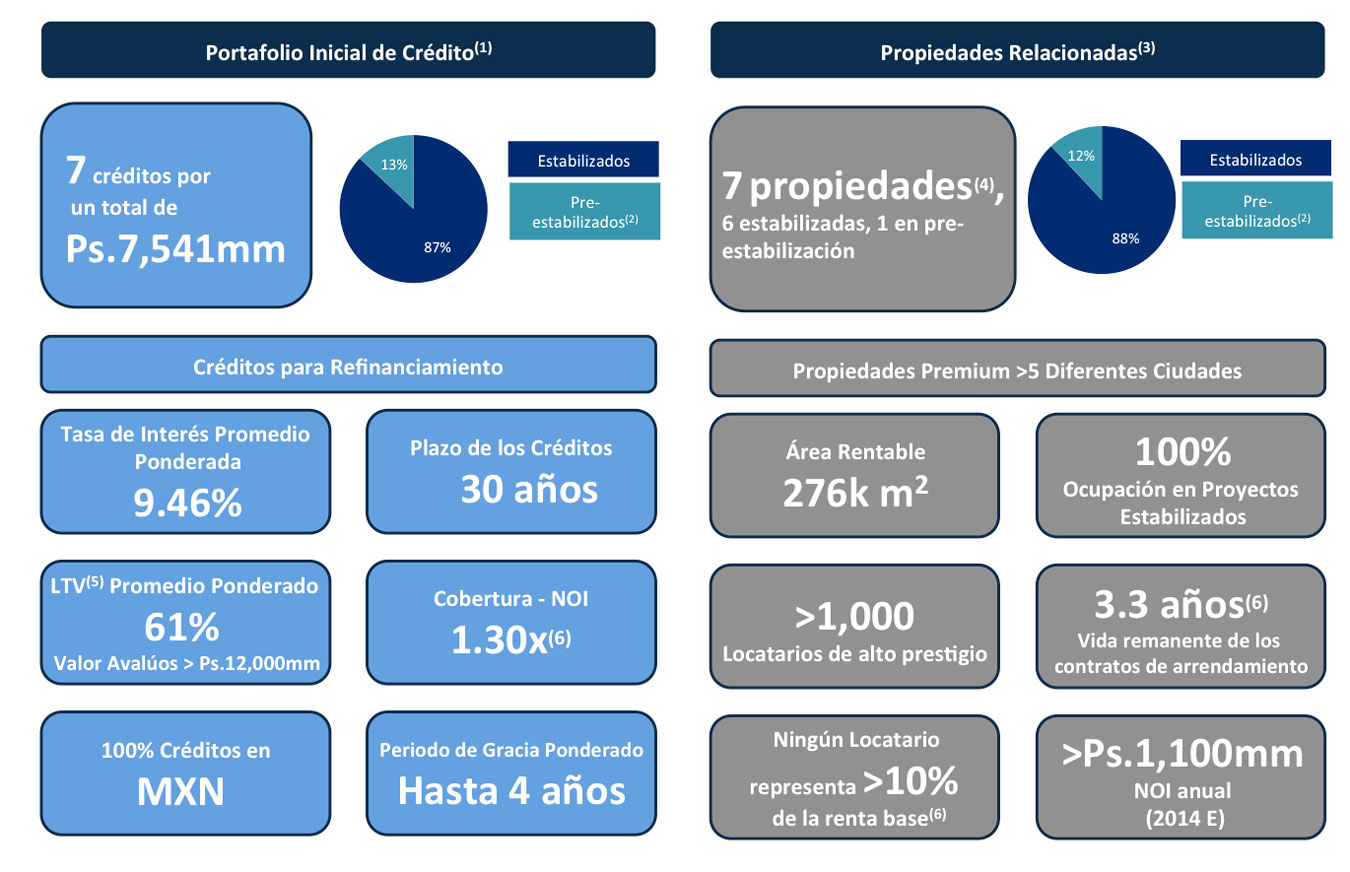 Portafolio Inicial de Crédito(1)
7 créditos por
un total de
Ps.7,541mm
13%
87%
Estabilizados
Pre-
estabilizados(2)
Créditos para Refinanciamiento
Tasa de Interés Promedio
Ponderada
9.46%
Plazo de los Créditos
30 años
LTV(5) Promedio Ponderado
61%
Valor Avalúos > Ps.12,000mm
Cobertura - NOI
1.30x(6)
100% Créditos en
MXN
Periodo de Gracia Ponderado
Hasta 4 años
Propiedades Relacionadas(3)
7 propiedades(4),
6 estabilizadas, 1 en pre-
estabilización
12%
88%
Estabilizados
Pre-
estabilizados(2)
Propiedades Premium >5 Diferentes Ciudades
Área Rentable
276k m2
100%
Ocupación en Proyectos
Estabilizados
>1,000
Locatarios de alto prestigio
3.3 años(6)
Vida remanente de los
contratos de arrendamiento
Ningún Locatario
representa >10%
de la renta base(6)
>Ps.1,100mm
NOI anual
(2014 E)